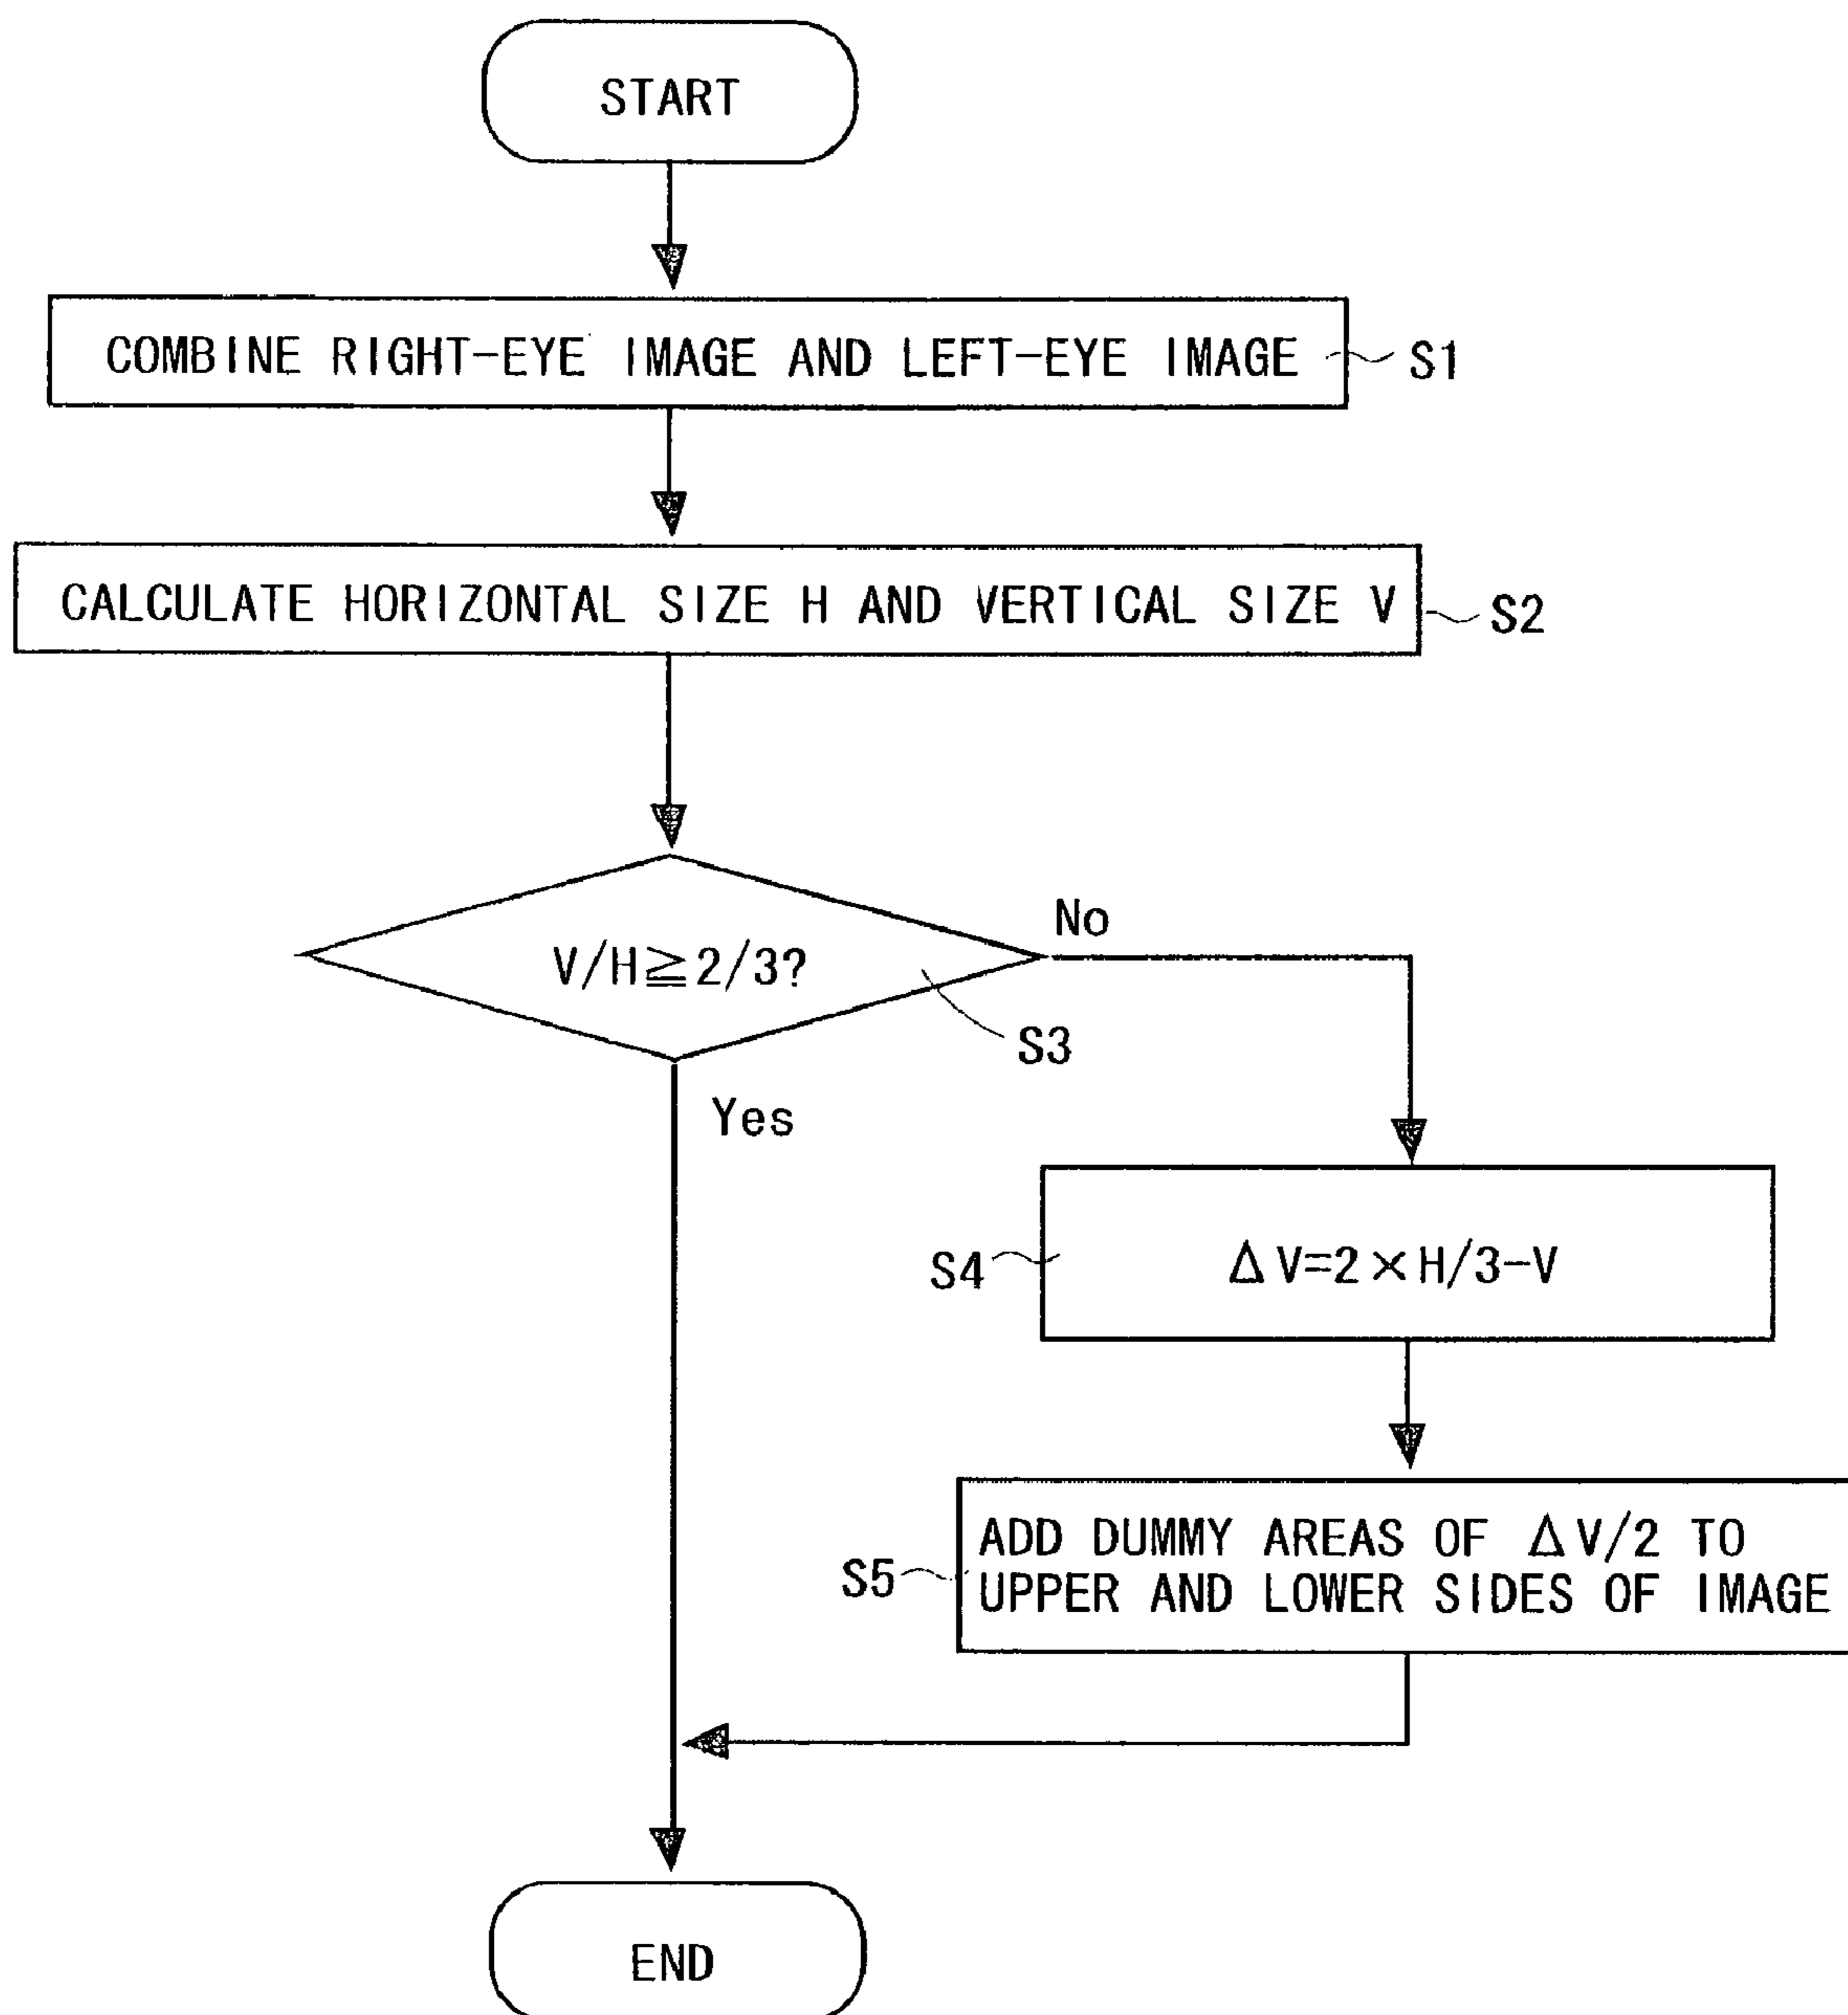 START
COMBINE RIGHT-EYE IMAGE AND LEFT-EYE IMAGE
S1
CALCULATE HORIZONTAL SIZE H AND VERTICAL SIZE V
S2
V/H≧2/3?
No
S3
Yes
S4
ΔV=2×H/3-V
S5
ADD DUMMY AREAS OF ΔV/2 TO
UPPER AND LOWER SIDES OF IMAGE
END